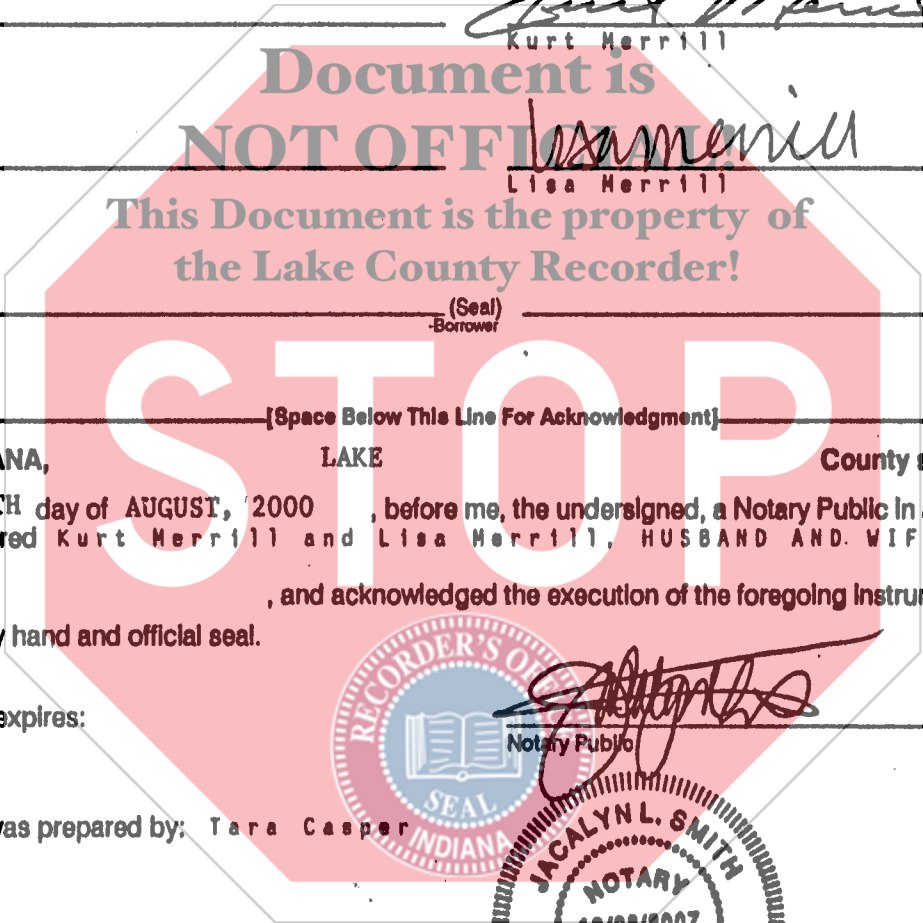 Kurt Merrill
Document is
NOT OFFICIAL!
Lisa Merrill
Lisa Merrill
This Document is the property of
the Lake County Recorder!
(Seal)
-Borrower
STOP
[Space Below This Line For Acknowledgment]
ANA, LAKE County s
TH day of AUGUST, 2000 , before me, the undersigned, a Notary Public in
red Kurt Merrill and Lisa Merrill, HUSBAND AND WIF
, and acknowledged the execution of the foregoing instru
hand and official seal.
RECORDER'S OFFICE
SEAL
INDIANA
expires:
Notary Public
as prepared by: Tara Casper
JACALYN L. SMITH
NOTARY